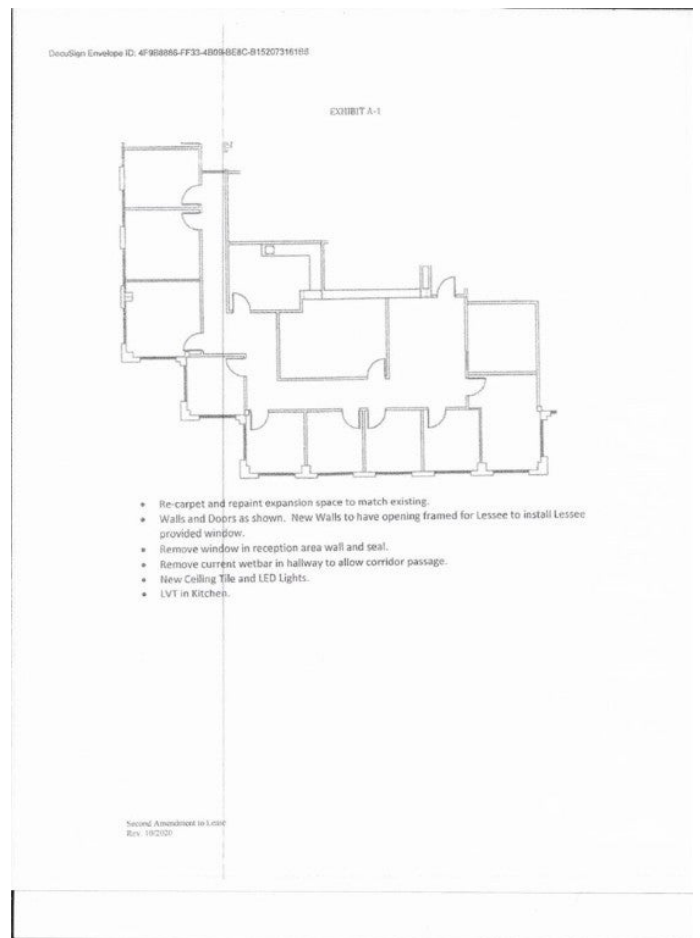 DocuSign Envelope ID: 4F9B8886-FF33-4B09-BE8C-B152073161B8
EXHIBIT A-1
• Re-carpet and repaint expansion space to match existing.
• Walls and Doors as shown. New Walls to have opening framed for Lessee to install Lessee
provided window.
• Remove window in reception area wall and seal.
• Remove current wetbar in hallway to allow corridor passage.
• New Ceiling Tile and LED Lights.
• LVT in Kitchen.
Second Amendment to Lease
Rev. 10/2020